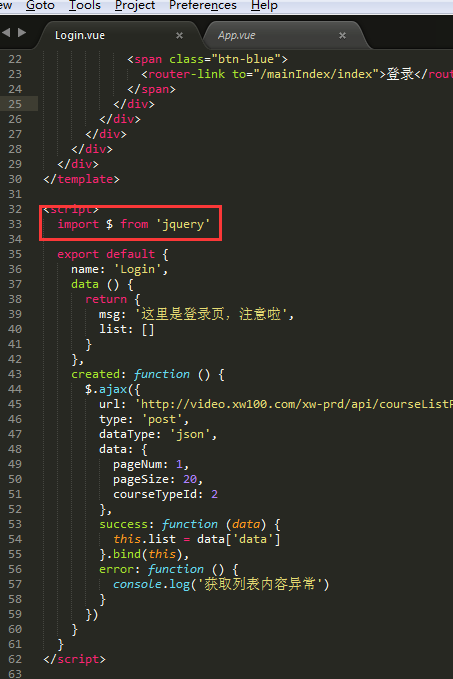 Goto Tools Project Preferences Help
Login.vue × App.vue ×
22 <span class="btn-blue">
23 <router-link to="/mainIndex/index">登录</rout
24 </span>
25 </div>
26 </div>
27 </div>
28 </div>
29 </div>
30 </template>
31
32 <script>
33 import $ from 'jquery'
34
35 export default {
36 name: 'Login',
37 data () {
38 return {
39 msg: '这里是登录页，注意啦',
40 list: []
41 }
42 },
43 created: function () {
44 $.ajax({
45 url: 'http://video.xw100.com/xw-prd/api/courseList
46 type: 'post',
47 dataType: 'json',
48 data: {
49 pageNum: 1,
50 pageSize: 20,
51 courseTypeId: 2
52 },
53 success: function (data) {
54 this.list = data['data']
55 }.bind(this),
56 error: function () {
57 console.log('获取列表内容异常')
58 }
59 })
60 }
61 }
62 </script>
63